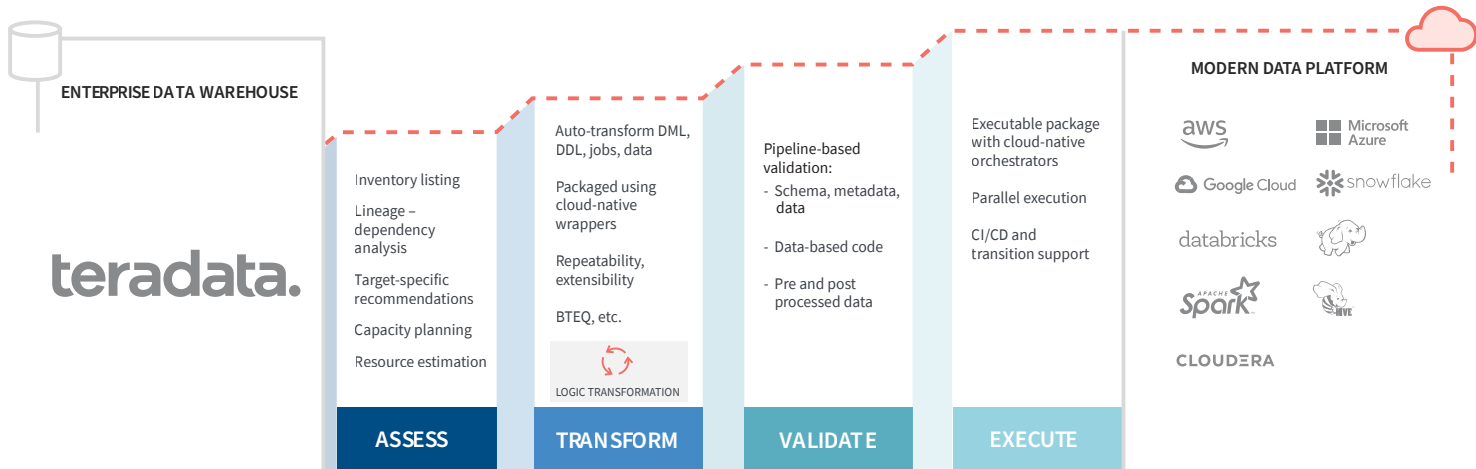 ENTERPRISE DATA WAREHOUSE
teradata.
Inventory listing
Lineage –
dependency
analysis
Target-specific
recommendations
Capacity planning
Resource estimation
ASSESS
Auto-transform DML,
DDL, jobs, data
Packaged using
cloud-native
wrappers
Repeatability,
extensibility
BTEQ, etc.
LOGIC TRANSFORMATION
TRANSFORM
Pipeline-based
validation:
- Schema, metadata,
data
- Data-based code
- Pre and post
processed data
VALIDATE
Executable package
with cloud-native
orchestrators
Parallel execution
CI/CD and
transition support
EXECUTE
MODERN DATA PLATFORM
aws
Microsoft
Azure
Google Cloud
snowflake
databricks
APACHE
Spark
HIVE
CLOUDERA